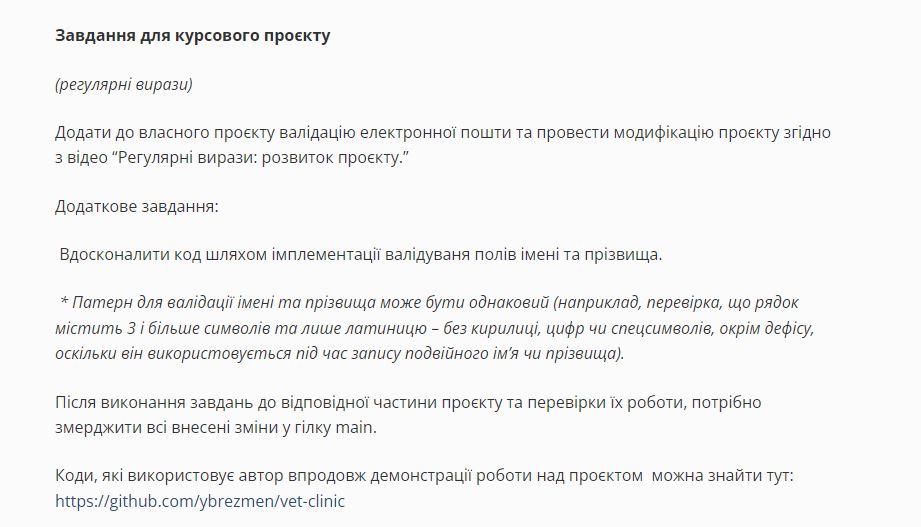 Завдання для курсового проєкту
(регулярні вирази)
Додати до власного проєкту валідацію електронної пошти та провести модифікацію проєкту згідно
з відео “Регулярні вирази: розвиток проєкту.”
Додаткове завдання:
Вдосконалити код шляхом імплементації валідуваня полів імені та прізвища.
* Патерн для валідації імені та прізвища може бути однаковий (наприклад, перевірка, що рядок
містить 3 і більше символів та лише латиницю – без кирилиці, цифр чи спецсимволів, окрім дефісу,
оскільки він використовується під час запису подвійного ім’я чи прізвища).
Після виконання завдань до відповідної частини проєкту та перевірки їх роботи, потрібно
змерджити всі внесені зміни у гілку main.
Коди, які використовує автор впродовж демонстрації роботи над проєктом  можна знайти тут:
https://github.com/ybrezmen/vet-clinic